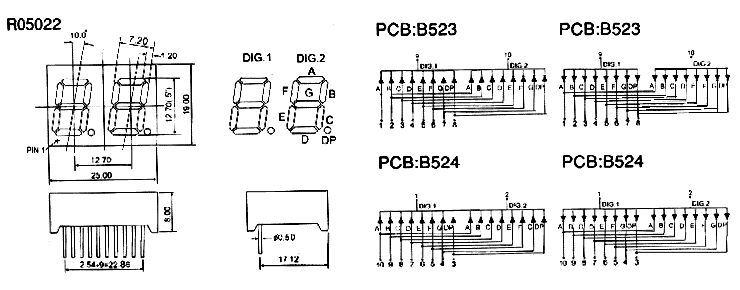 R05022
10.0°
7.20
1.20
12.70(.5")
19.00
PIN 1
12.70
25.00
8.00
2.54×9=22.86
DIG.1 DIG.2
A
F G B
E C
D DP
ø0.50
17.12
PCB:B523
9 10
DIG.1 DIG.2
A B C D E F G DP A B C D E F G DP
1 2 3 4 5 6 7 8
PCB:B523
9 10
DIG.1 DIG.2
A B C D E F G DP A B C D E F G DP
1 2 3 4 5 6 7 8
PCB:B524
1 2
DIG.1 DIG.2
A B C D E F G DP A B C D E F G DP
10 9 8 7 6 5 4 3
PCB:B524
1 2
DIG.1 DIG.2
A B C D E F G DP A B C D E F G DP
10 9 8 7 6 5 4 3